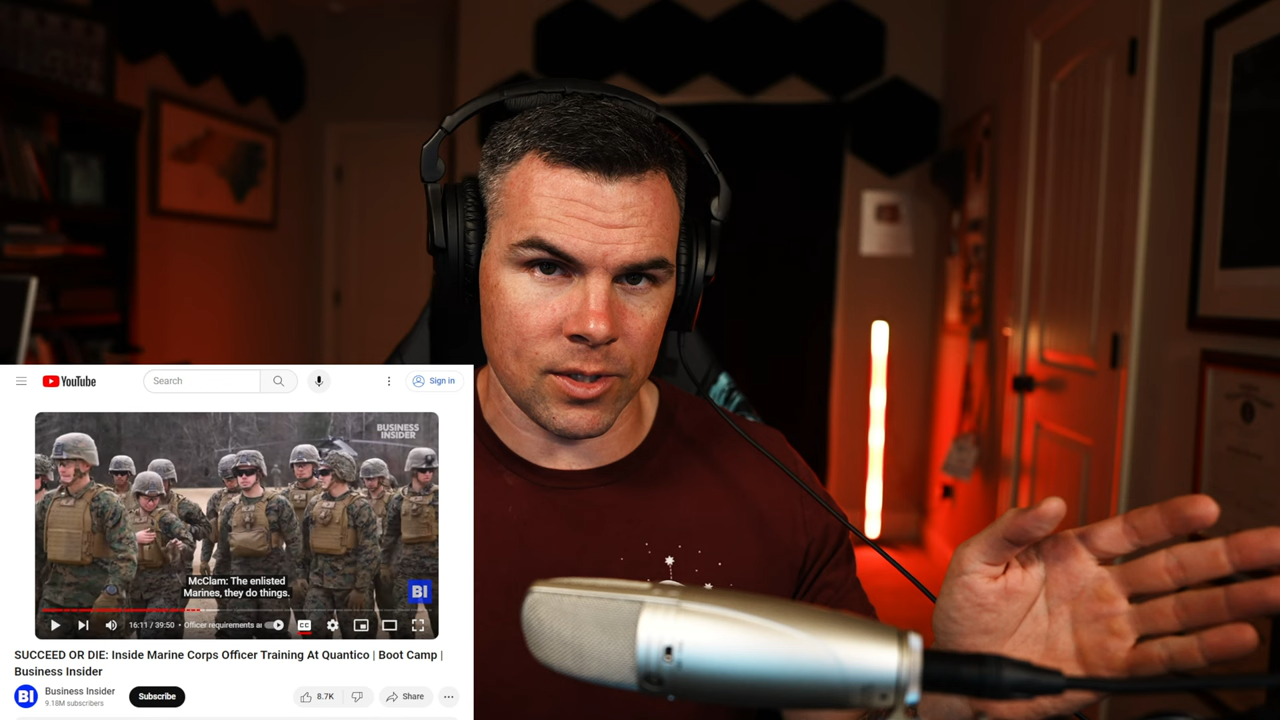 YouTube
Search
Sign in
BUSINESS
INSIDER
McClam: The enlisted
Marines, they do things.
BI
CC
16:11 / 39:50 • Officer requirements a
SUCCEED OR DIE: Inside Marine Corps Officer Training At Quantico | Boot Camp |
Business Insider
BI
Business Insider
9.18M subscribers
Subscribe
8.7K
Share